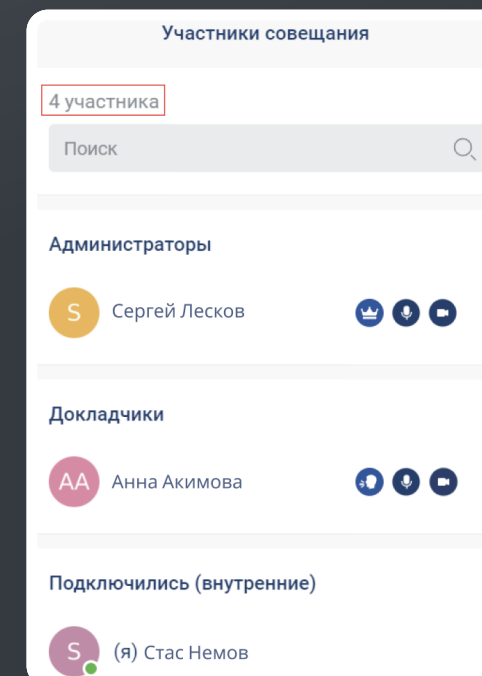 Участники совещания
4 участника
Поиск
Администраторы
S Сергей Лесков
Докладчики
AA Анна Акимова
Подключились (внутренние)
S (я) Стас Немов